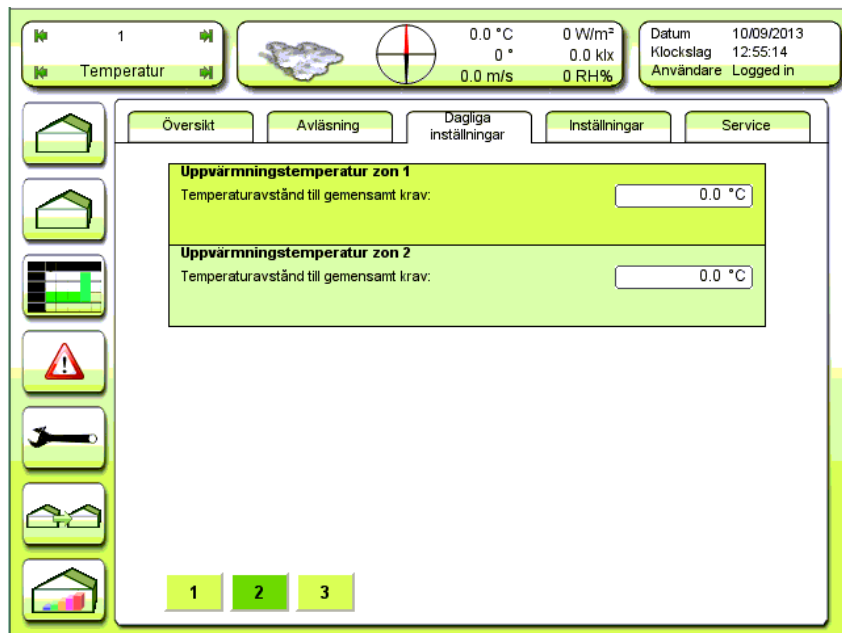 1
Temperatur
0.0 °C 0 W/m²
0 ° 0.0 klx
0.0 m/s 0 RH%
Datum 10/09/2013
Klockslag 12:55:14
Användare Logged in
Översikt
Avläsning
Dagliga
inställningar
Inställningar
Service
Uppvärmningstemperatur zon 1
Temperaturavstånd till gemensamt krav: 0.0 °C
Uppvärmningstemperatur zon 2
Temperaturavstånd till gemensamt krav: 0.0 °C
1 2 3